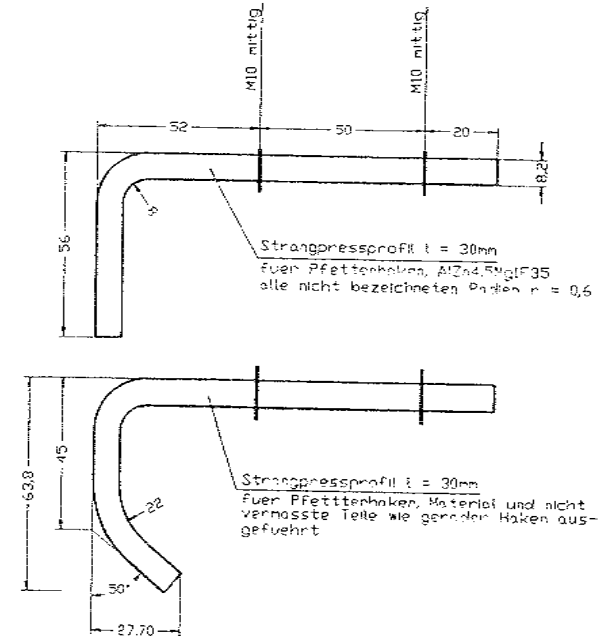 M10 mittig
M10 mittig
52
50
20
8,2
56
Strangpressprofil l = 30mm
fuer Pfettenhaken, AlZn4,5Mg1F35
alle nicht bezeichneten Radien r = 0,6
63,8
45
22
50°
27,70
Strangpressprofil l = 30mm
fuer Pfetttenhaken, Material und nicht
vermasste Teile wie gerader Haken aus-
gefuehrt